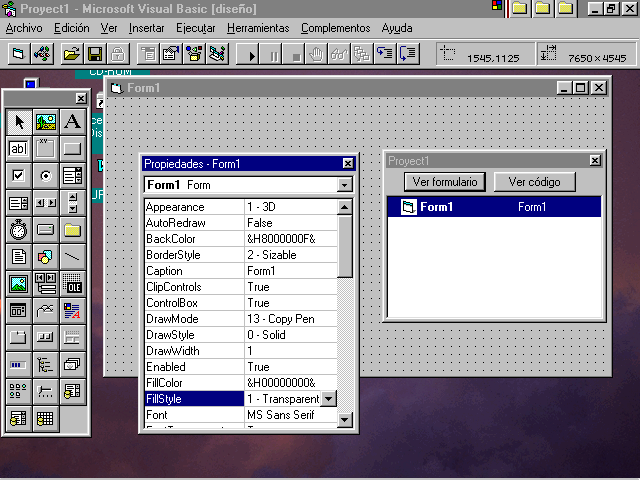 Proyect1 - Microsoft Visual Basic [diseño]
Archivo Edición Ver Insertar Ejecutar Herramientas Complementos Ayuda
1545,1125 7650×4545
CD-ROM
Form1
A
ab|
OLE
Propiedades - Form1
Form1 Form
Appearance 1 - 3D
AutoRedraw False
BackColor &H8000000F&
BorderStyle 2 - Sizable
Caption Form1
ClipControls True
ControlBox True
DrawMode 13 - Copy Pen
DrawStyle 0 - Solid
DrawWidth 1
Enabled True
FillColor &H00000000&
FillStyle 1 - Transparent
Font MS Sans Serif
Proyect1
Ver formulario Ver código
Form1 Form1